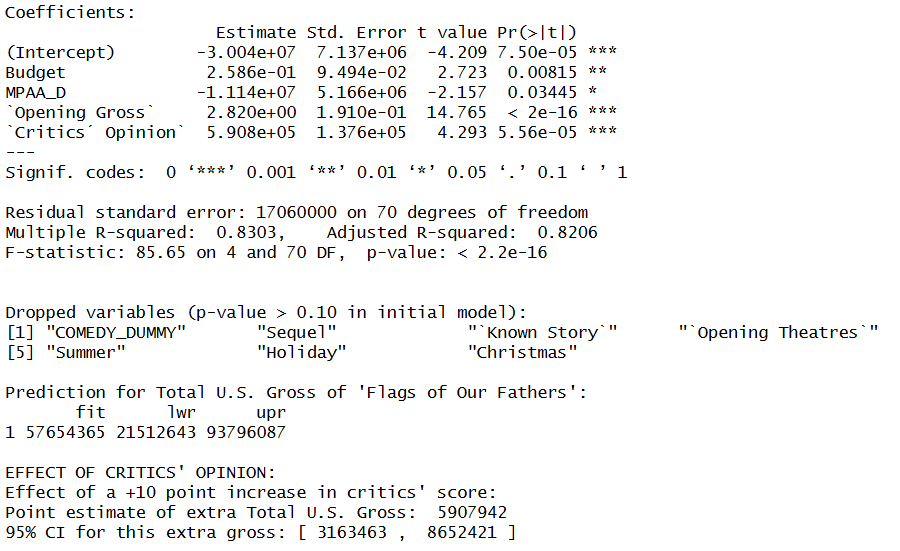 Coefficients:
                   Estimate Std. Error t value Pr(>|t|)
(Intercept)      -3.004e+07  7.137e+06  -4.209 7.50e-05 ***
Budget            2.586e-01  9.494e-02   2.723  0.00815 **
MPAA_D           -1.114e+07  5.166e+06  -2.157  0.03445 *
`Opening Gross`   2.820e+00  1.910e-01  14.765  < 2e-16 ***
`Critics´ Opinion`  5.908e+05  1.376e+05   4.293 5.56e-05 ***
---
Signif. codes:  0 ‘***’ 0.001 ‘**’ 0.01 ‘*’ 0.05 ‘.’ 0.1 ‘ ’ 1
Residual standard error: 17060000 on 70 degrees of freedom
Multiple R-squared:  0.8303,    Adjusted R-squared:  0.8206
F-statistic: 85.65 on 4 and 70 DF,  p-value: < 2.2e-16
Dropped variables (p-value > 0.10 in initial model):
[1] "COMEDY_DUMMY"      "Sequel"            "`Known Story`"     "`Opening Theatres`"
[5] "Summer"            "Holiday"           "Christmas"
Prediction for Total U.S. Gross of 'Flags of Our Fathers':
       fit      lwr      upr
1 57654365 21512643 93796087
EFFECT OF CRITICS' OPINION:
Effect of a +10 point increase in critics' score:
Point estimate of extra Total U.S. Gross:  5907942
95% CI for this extra gross: [ 3163463 ,  8652421 ]